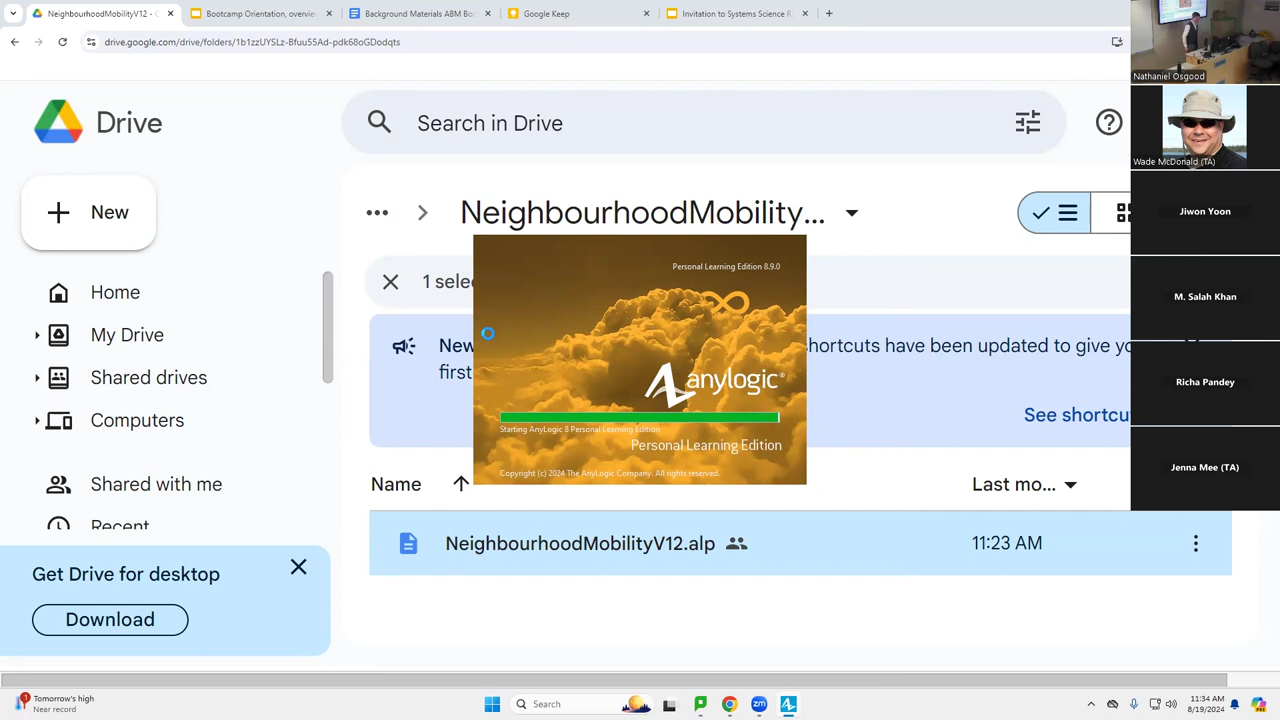 NeighbourhoodMobilityV12 - G
Bootcamp Orientation, overvie
Background Materials ABM Bo
Google Keep
Invitation to Systems Science R
drive.google.com/drive/folders/1b1zzUYSLz-Bfuu55Ad-pdk68oGDodqts
Nathaniel Osgood
Drive
Search in Drive
Wade McDonald (TA)
New
NeighbourhoodMobility...
Jiwon Yoon
Personal Learning Edition 8.9.0
1 selec
Home
M. Salah Khan
My Drive
New
hortcuts have been updated to give yo
first
Shared drives
anylogic®
Richa Pandey
Computers
See shortcu
Starting AnyLogic 8 Personal Learning Edition
Personal Learning Edition
Copyright (c) 2024 The AnyLogic Company. All rights reserved.
Jenna Mee (TA)
Shared with me
Name
Last mo...
Recent
NeighbourhoodMobilityV12.alp
11:23 AM
Get Drive for desktop
Download
Tomorrow's high
Near record
Search
zm
11:34 AM
8/19/2024